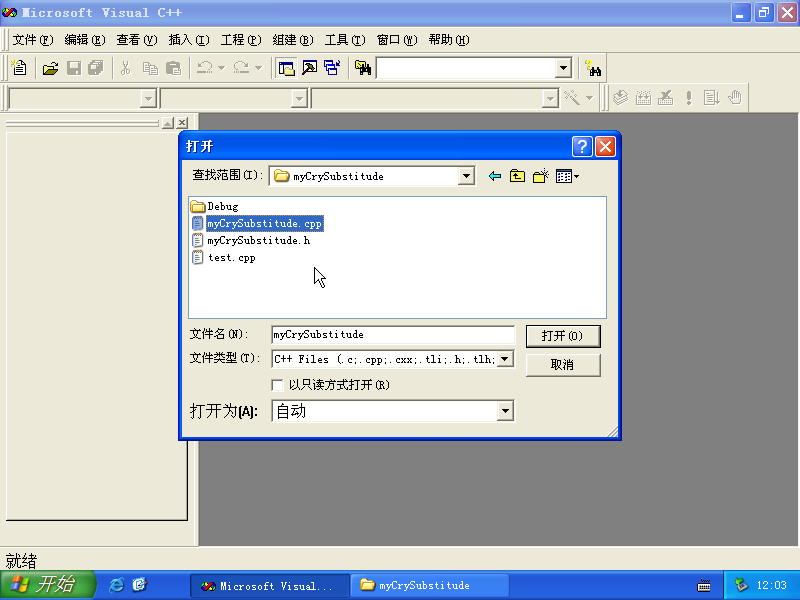 Microsoft Visual C++
文件(F) 编辑(E) 查看(V) 插入(I) 工程(P) 组建(B) 工具(T) 窗口(W) 帮助(H)
打开
查找范围(I): myCrySubstitude
Debug
myCrySubstitude.cpp
myCrySubstitude.h
test.cpp
文件名(N): myCrySubstitude 打开(O)
文件类型(T): C++ Files (.c;.cpp;.cxx;.tli;.h;.tlh; 取消
以只读方式打开(R)
打开为(A): 自动
就绪
开始 Microsoft Visual... myCrySubstitude 12:03